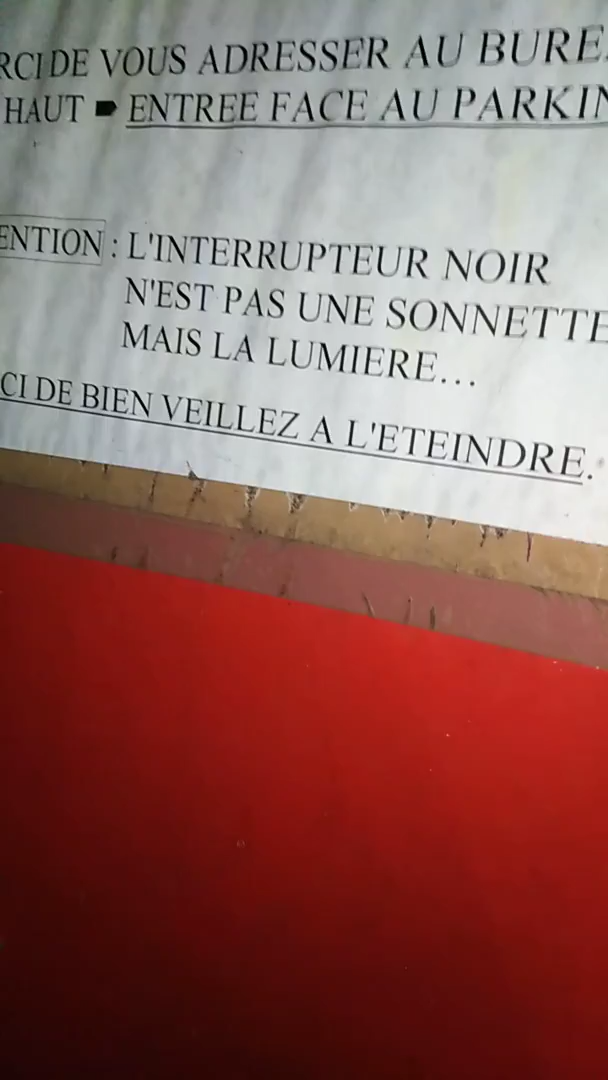 RCI DE VOUS ADRESSER AU BURE
HAUT ➨ ENTREE FACE AU PARKIN
ENTION : L'INTERRUPTEUR NOIR
N'EST PAS UNE SONNETTE
MAIS LA LUMIERE...
CI DE BIEN VEILLEZ A L'ETEINDRE.